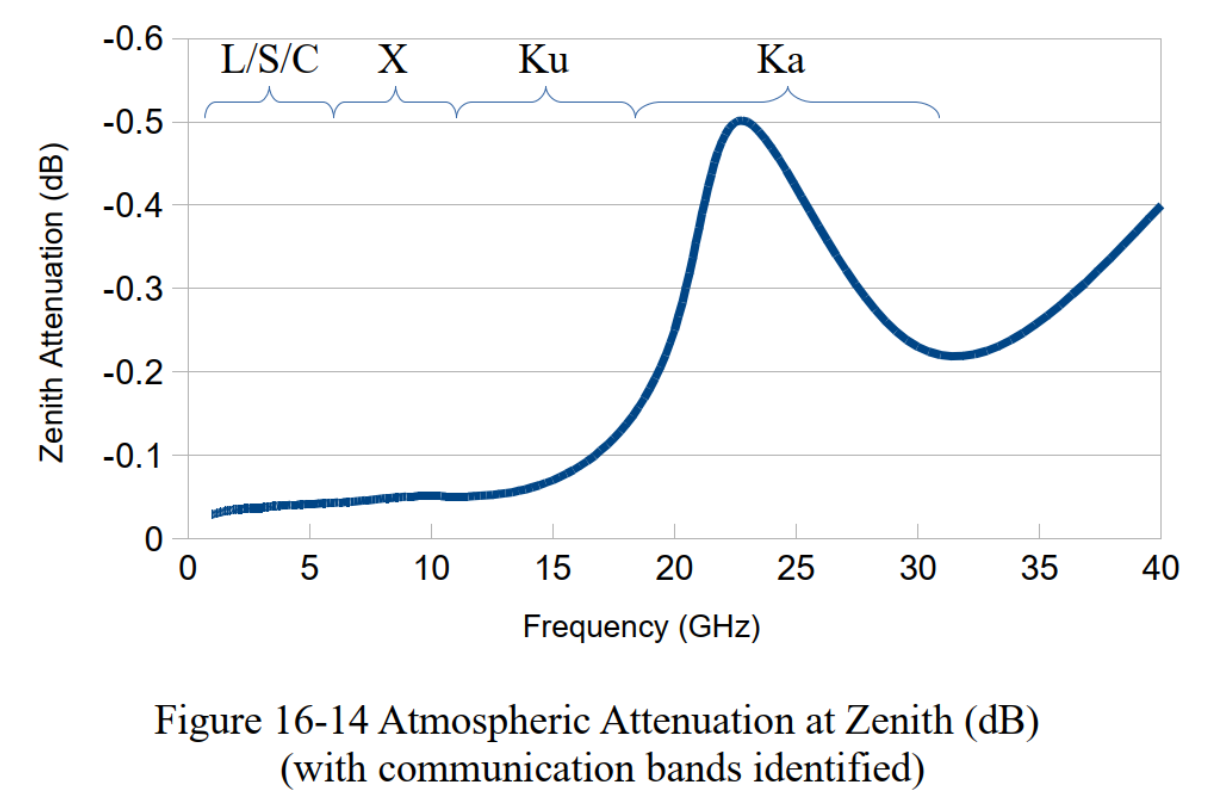 -0.6
L/S/C X Ku Ka
-0.5
-0.4
-0.3
-0.2
-0.1
0
Zenith Attenuation (dB)
0 5 10 15 20 25 30 35 40
Frequency (GHz)
Figure 16-14 Atmospheric Attenuation at Zenith (dB)
(with communication bands identified)